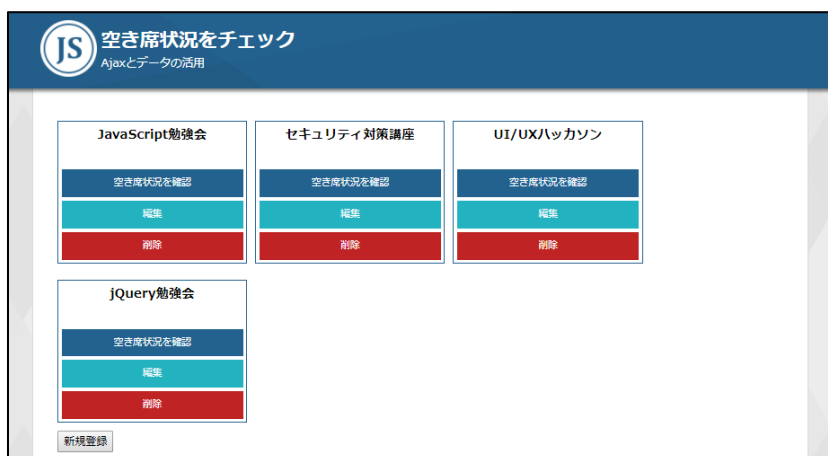 JS
空き席状況をチェック
Ajaxとデータの活用
JavaScript勉強会
空き席状況を確認
編集
削除
セキュリティ対策講座
空き席状況を確認
編集
削除
UI/UXハッカソン
空き席状況を確認
編集
削除
jQuery勉強会
空き席状況を確認
編集
削除
新規登録